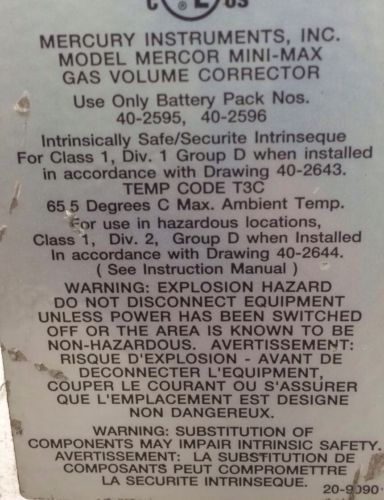 C ® US
MERCURY INSTRUMENTS, INC.
MODEL MERCOR MINI-MAX
GAS VOLUME CORRECTOR
Use Only Battery Pack Nos.
40-2595, 40-2596
Intrinsically Safe/Securite Intrinseque
For Class 1, Div. 1 Group D when installed
in accordance with Drawing 40-2643.
TEMP CODE T3C
65.5 Degrees C Max. Ambient Temp.
For use in hazardous locations,
Class 1, Div. 2, Group D when Installed
In accordance with Drawing 40-2644.
( See Instruction Manual )
WARNING: EXPLOSION HAZARD
DO NOT DISCONNECT EQUIPMENT
UNLESS POWER HAS BEEN SWITCHED
OFF OR THE AREA IS KNOWN TO BE
NON-HAZARDOUS. AVERTISSEMENT:
RISQUE D'EXPLOSION - AVANT DE
DECONNECTER L'EQUIPMENT,
COUPER LE COURANT OU S'ASSURER
QUE L'EMPLACEMENT EST DESIGNE
NON DANGEREUX.
WARNING: SUBSTITUTION OF
COMPONENTS MAY IMPAIR INTRINSIC SAFETY.
AVERTISSEMENT: LA SUBSTITUTION DE
COMPOSANTS PEUT COMPROMETTRE
LA SECURITE INTRINSEQUE.
20-9090